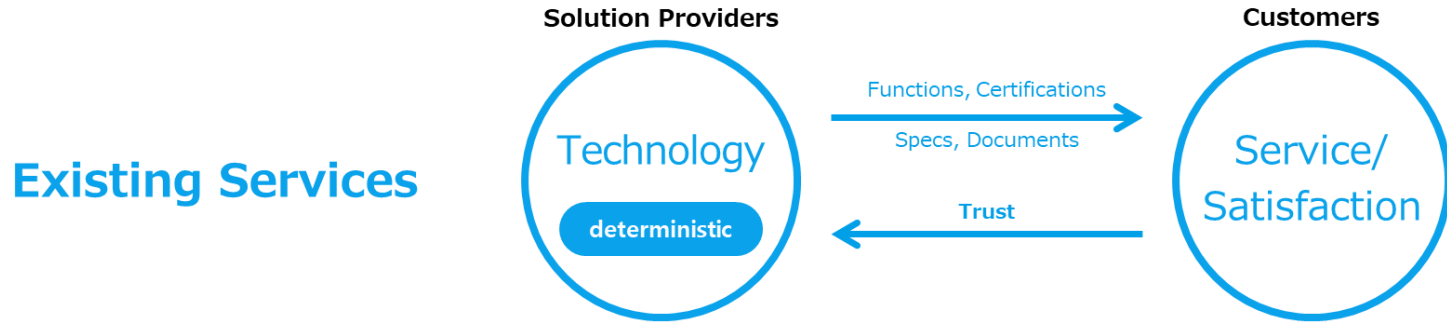 Existing Services
Solution Providers
Technology
deterministic
Functions, Certifications
Specs, Documents
Trust
Customers
Service/
Satisfaction